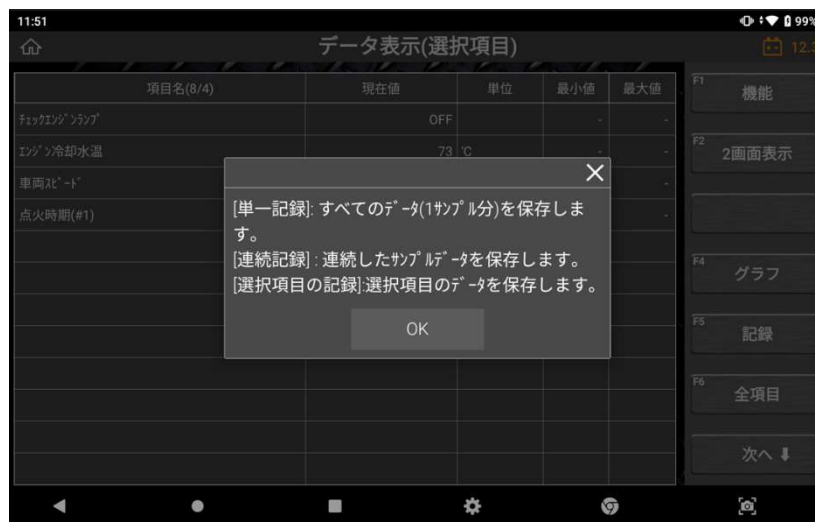 11:51
99%
データ表示(選択項目)
12.3
項目名(8/4)
現在値
単位
最小値
最大値
ﾁｪｯｸｴﾝｼﾞﾝﾗﾝﾌﾟ
OFF
-
-
ｴﾝｼﾞﾝ冷却水温
73
℃
-
-
車両ｽﾋﾟｰﾄﾞ
-
点火時期(#1)
-
[単一記録]: すべてのﾃﾞｰﾀ(1ｻﾝﾌﾟﾙ分)を保存しま
す。
[連続記録] : 連続したｻﾝﾌﾟﾙﾃﾞｰﾀを保存します。
[選択項目の記録]:選択項目のﾃﾞｰﾀを保存します。
OK
F1
機能
F2
2画面表示
F4
グラフ
F5
記録
F6
全項目
次へ